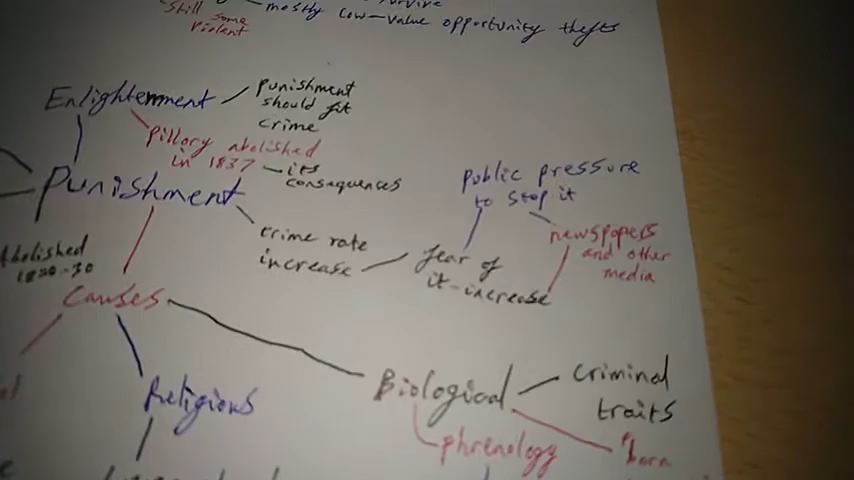 still some
violent
mostly low-value opportunity thefts
Enlightenment
punishment
should fit
crime
pillory abolished
in 1837
its
consequences
Punishment
public pressure
to stop it
newspapers
and other
media
crime rate
increase
fear of
it-increase
abolished
1820-30
Causes
Religious
Biological
criminal
traits
phrenology
"born